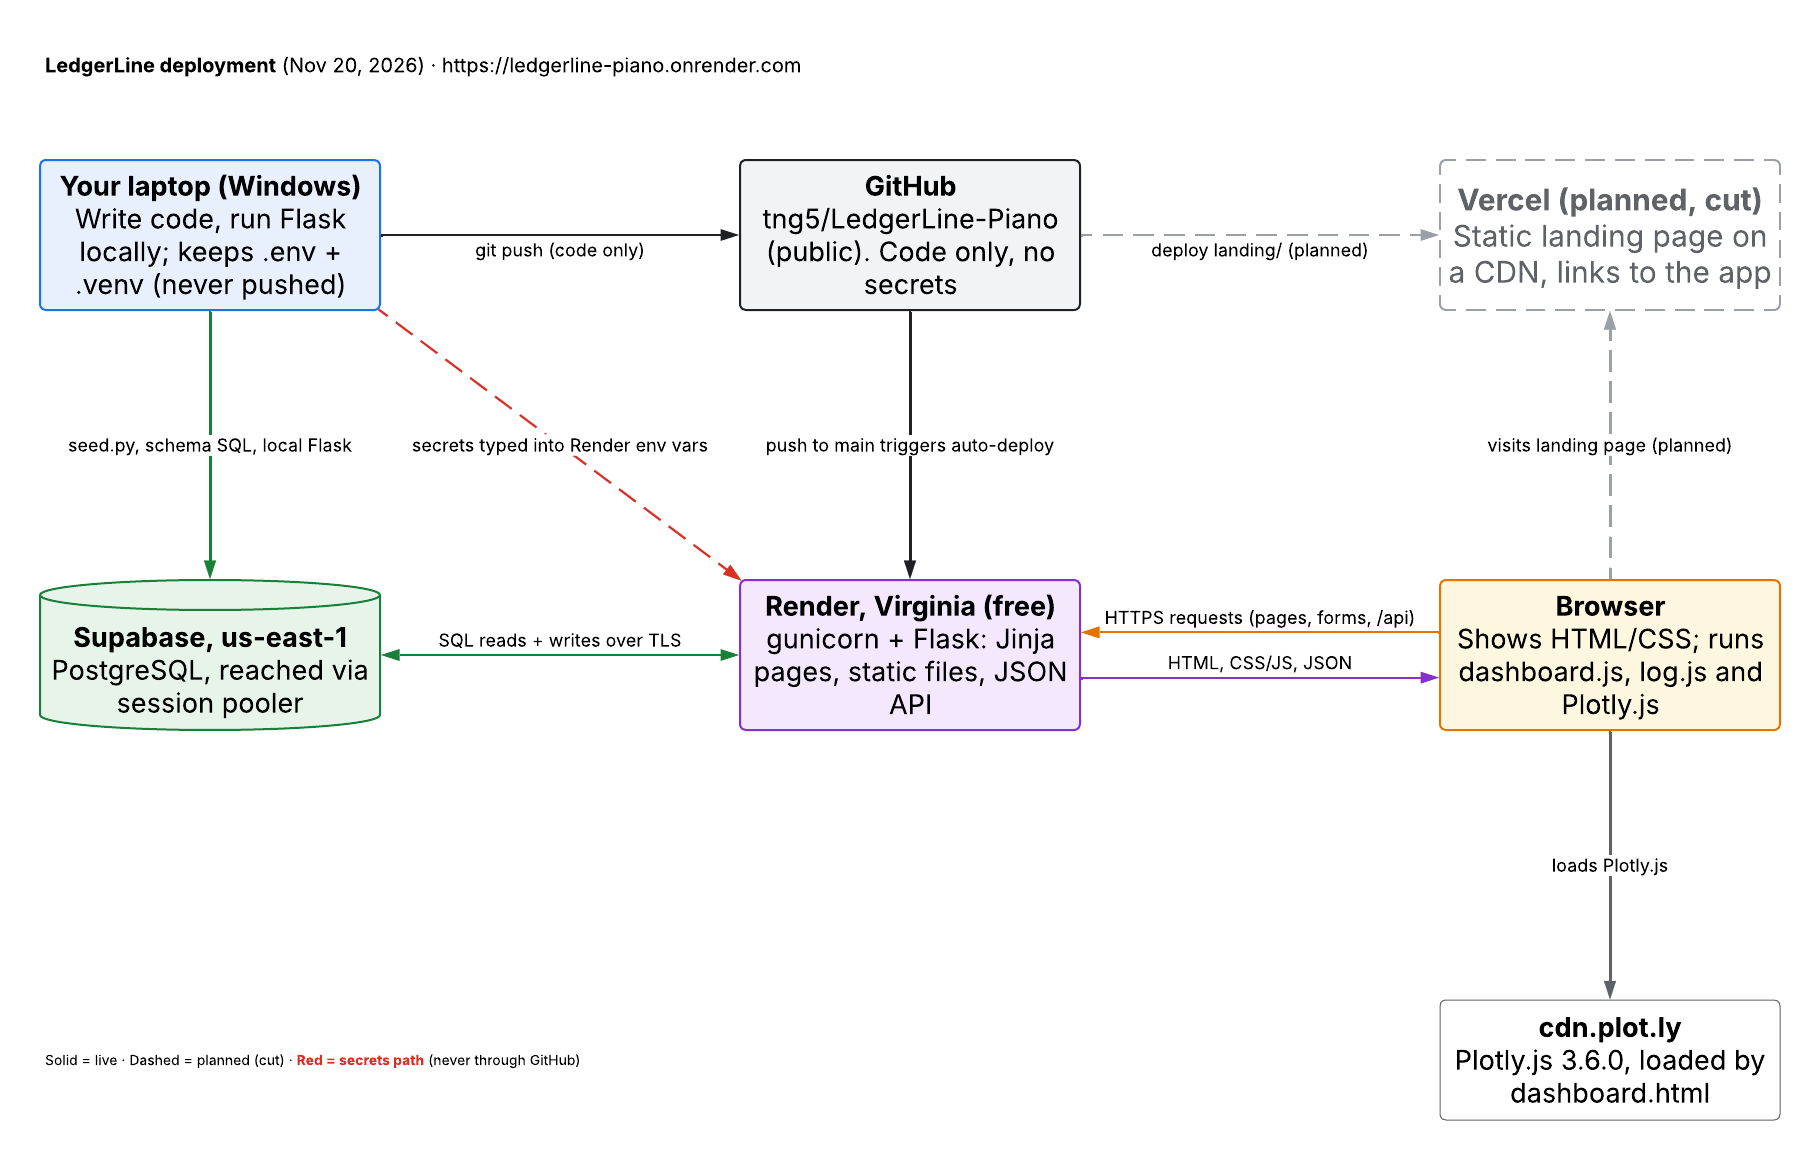 LedgerLine deployment (Nov 20, 2026) · https://ledgerline-piano.onrender.com
Your laptop (Windows)
Write code, run Flask
locally; keeps .env +
.venv (never pushed)
git push (code only)
GitHub
tng5/LedgerLine-Piano
(public). Code only, no
secrets
deploy landing/ (planned)
Vercel (planned, cut)
Static landing page on
a CDN, links to the app
seed.py, schema SQL, local Flask
secrets typed into Render env vars
push to main triggers auto-deploy
visits landing page (planned)
Supabase, us-east-1
PostgreSQL, reached via
session pooler
SQL reads + writes over TLS
Render, Virginia (free)
gunicorn + Flask: Jinja
pages, static files, JSON
API
HTTPS requests (pages, forms, /api)
HTML, CSS/JS, JSON
Browser
Shows HTML/CSS; runs
dashboard.js, log.js and
Plotly.js
loads Plotly.js
cdn.plot.ly
Plotly.js 3.6.0, loaded by
dashboard.html
Solid = live · Dashed = planned (cut) · Red = secrets path (never through GitHub)